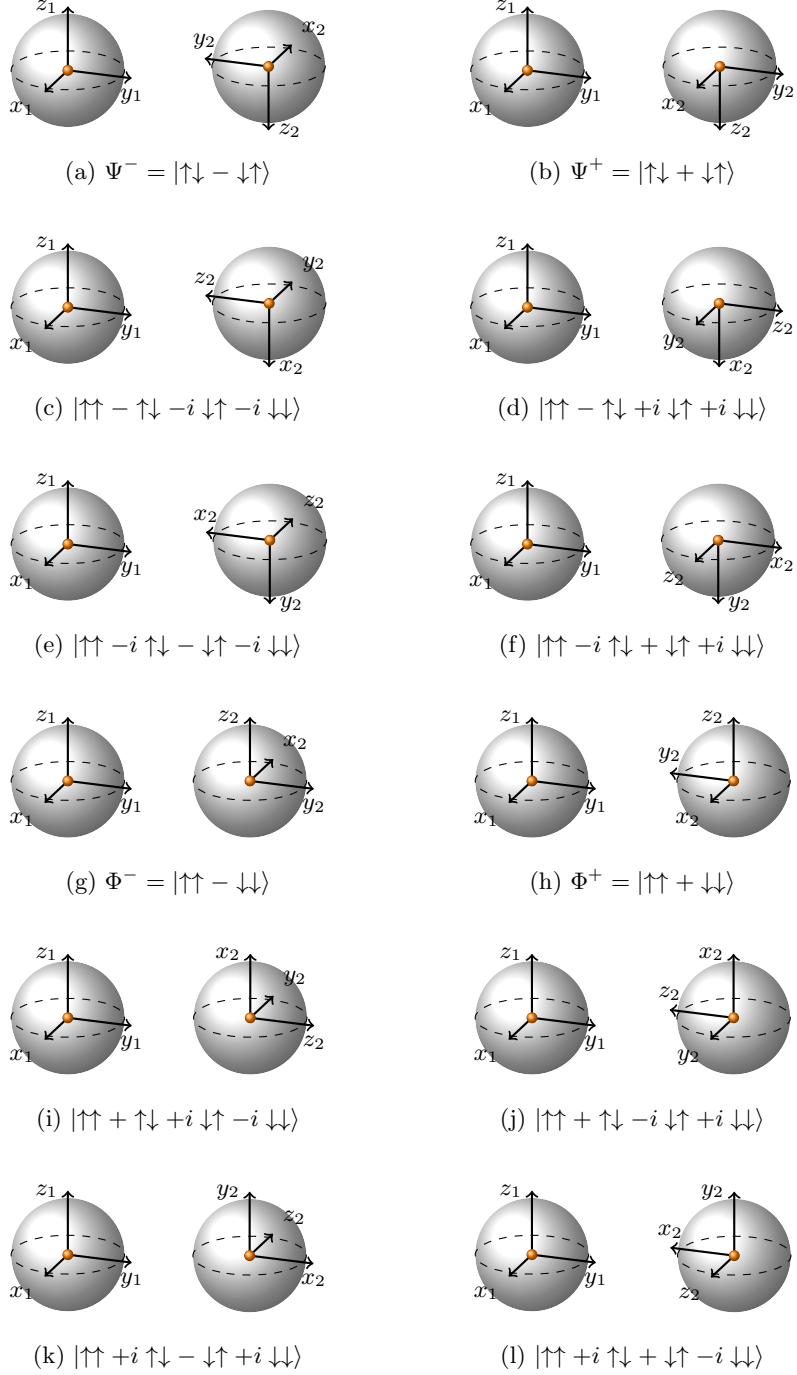 z₁ x₁ y₁ y₂ x₂ z₂
z₁ x₁ y₁ x₂ z₂ y₂
(a) Ψ⁻ = |↑↓ − ↓↑⟩
(b) Ψ⁺ = |↑↓ + ↓↑⟩
z₁ x₁ y₁ z₂ y₂ x₂
z₁ x₁ y₁ y₂ x₂ z₂
(c) |↑↑ − ↑↓ −i ↓↑ −i ↓↓⟩
(d) |↑↑ − ↑↓ +i ↓↑ +i ↓↓⟩
z₁ x₁ y₁ x₂ z₂ y₂
z₁ x₁ y₁ z₂ y₂ x₂
(e) |↑↑ −i ↑↓ − ↓↑ −i ↓↓⟩
(f) |↑↑ −i ↑↓ + ↓↑ +i ↓↓⟩
z₁ x₁ y₁ z₂ x₂ y₂
z₁ x₁ y₁ z₂ y₂ x₂
(g) Φ⁻ = |↑↑ − ↓↓⟩
(h) Φ⁺ = |↑↑ + ↓↓⟩
z₁ x₁ y₁ x₂ y₂ z₂
z₁ x₁ y₁ x₂ z₂ y₂
(i) |↑↑ + ↑↓ +i ↓↑ −i ↓↓⟩
(j) |↑↑ + ↑↓ −i ↓↑ +i ↓↓⟩
z₁ x₁ y₁ y₂ z₂ x₂
z₁ x₁ y₁ y₂ x₂ z₂
(k) |↑↑ +i ↑↓ − ↓↑ +i ↓↓⟩
(l) |↑↑ +i ↑↓ + ↓↑ −i ↓↓⟩